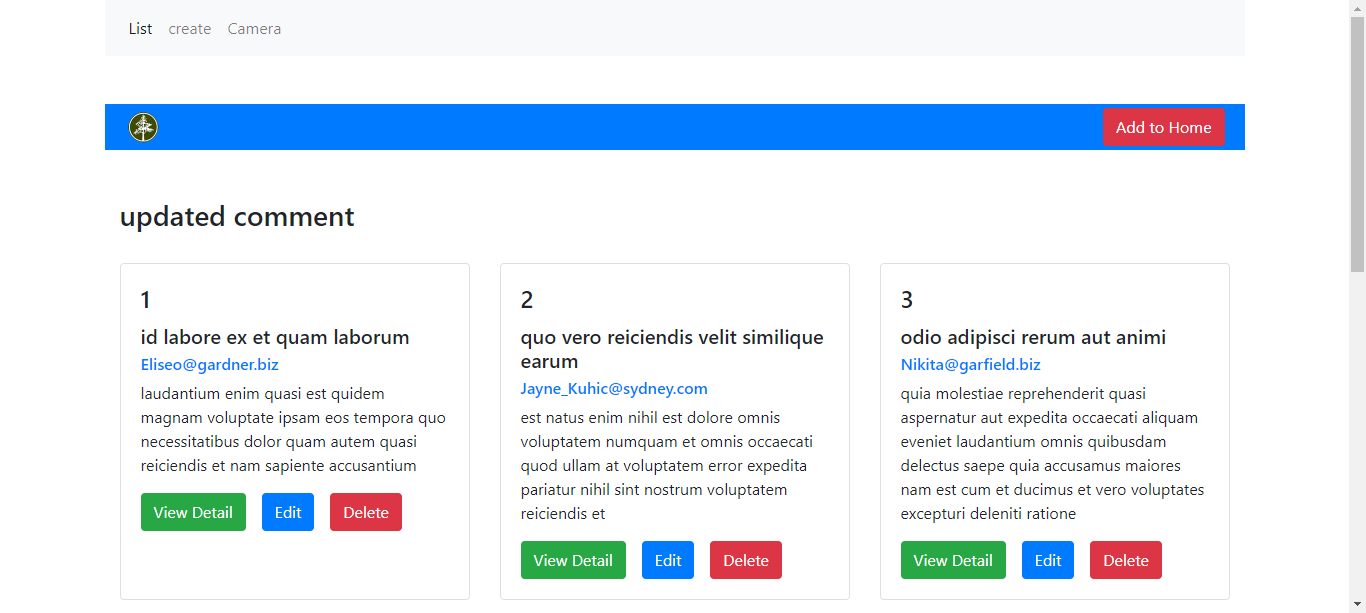 List create Camera
Add to Home
updated comment
1
id labore ex et quam laborum
Eliseo@gardner.biz
laudantium enim quasi est quidem
magnam voluptate ipsam eos tempora quo
necessitatibus dolor quam autem quasi
reiciendis et nam sapiente accusantium
View Detail Edit Delete
2
quo vero reiciendis velit similique
earum
Jayne_Kuhic@sydney.com
est natus enim nihil est dolore omnis
voluptatem numquam et omnis occaecati
quod ullam at voluptatem error expedita
pariatur nihil sint nostrum voluptatem
reiciendis et
View Detail Edit Delete
3
odio adipisci rerum aut animi
Nikita@garfield.biz
quia molestiae reprehenderit quasi
aspernatur aut expedita occaecati aliquam
eveniet laudantium omnis quibusdam
delectus saepe quia accusamus maiores
nam est cum et ducimus et vero voluptates
excepturi deleniti ratione
View Detail Edit Delete